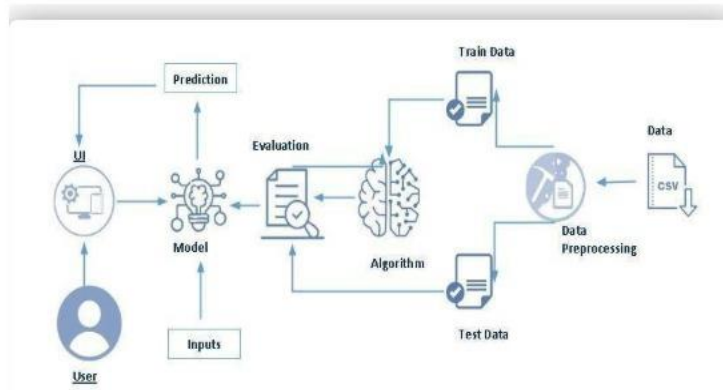 Train Data
Prediction
Data
Evaluation
UI
CSV
Model
Algorithm
Data
Preprocessing
Inputs
Test Data
User